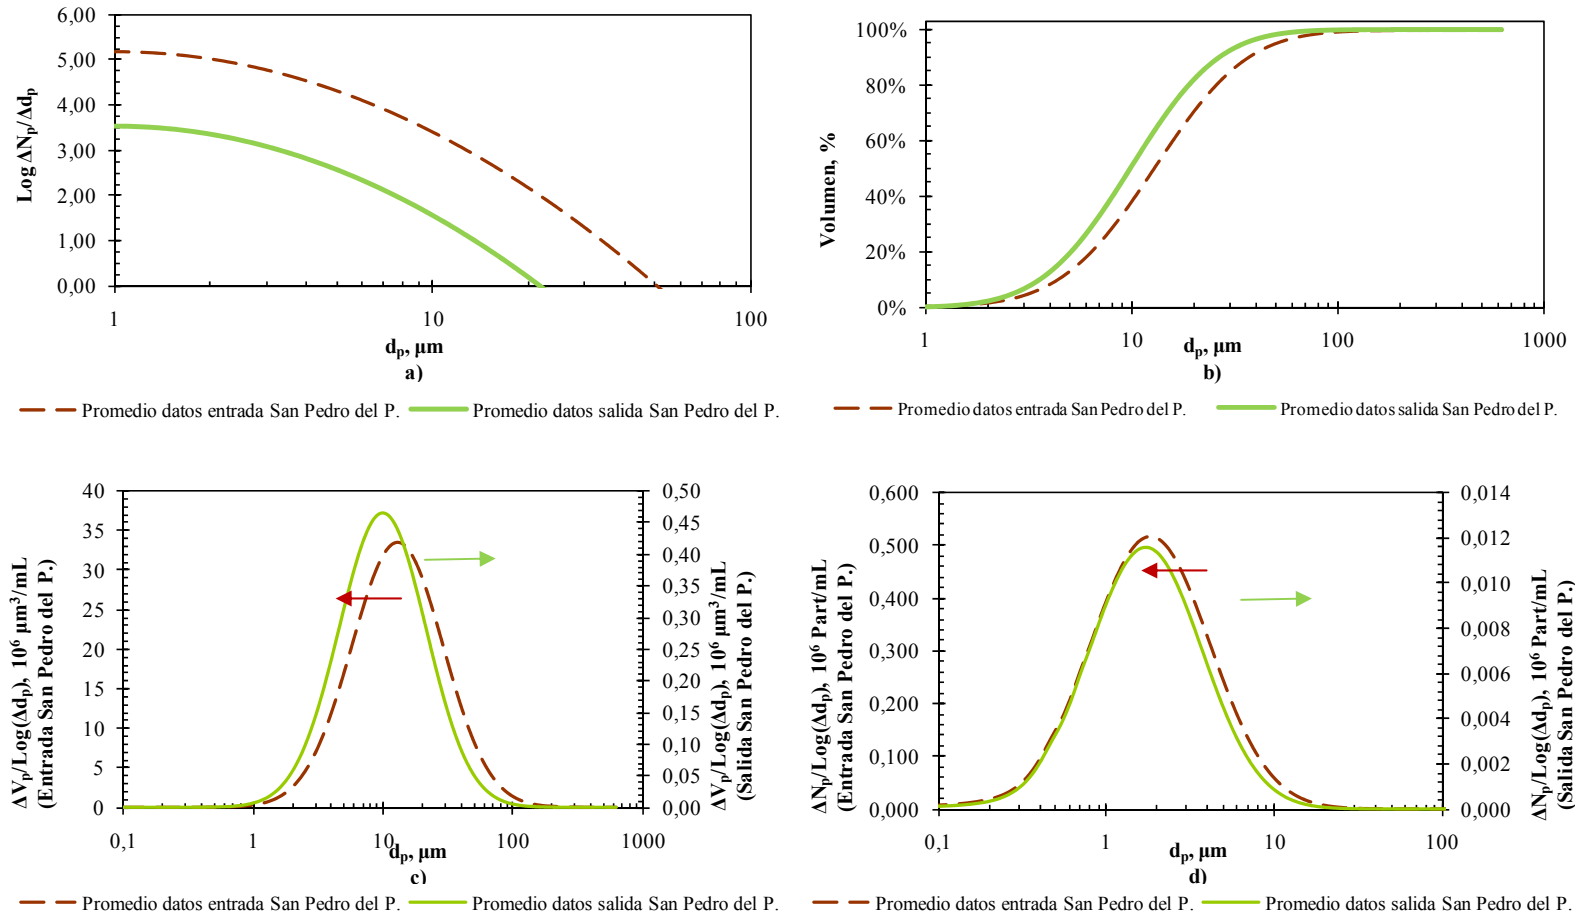 6,00
5,00
4,00
3,00
2,00
1,00
0,00
Log ΔNp/Δdp
1
10
100
dp, µm
a)
Promedio datos entrada San Pedro del P.
Promedio datos salida San Pedro del P.
100%
80%
60%
40%
20%
0%
Volumen, %
1
10
100
1000
dp, µm
b)
Promedio datos entrada San Pedro del P.
Promedio datos salida San Pedro del P.
40
35
30
25
20
15
10
5
0
ΔVp/Log(Δdp), 10⁶ µm³/mL
(Entrada San Pedro del P.)
0,50
0,45
0,40
0,35
0,30
0,25
0,20
0,15
0,10
0,05
0,00
ΔVp/Log(Δdp), 10⁶ µm³/mL
(Salida San Pedro del P.)
0,1
1
10
100
1000
dp, µm
c)
Promedio datos entrada San Pedro del P.
Promedio datos salida San Pedro del P.
0,600
0,500
0,400
0,300
0,200
0,100
0,000
ΔNp/Log(Δdp), 10⁶ Part/mL
(Entrada San Pedro del P.)
0,014
0,012
0,010
0,008
0,006
0,004
0,002
0,000
ΔNp/Log(Δdp), 10⁶ Part/mL
(Salida San Pedro del P.)
0,1
1
10
100
dp, µm
d)
Promedio datos entrada San Pedro del P.
Promedio datos salida San Pedro del P.